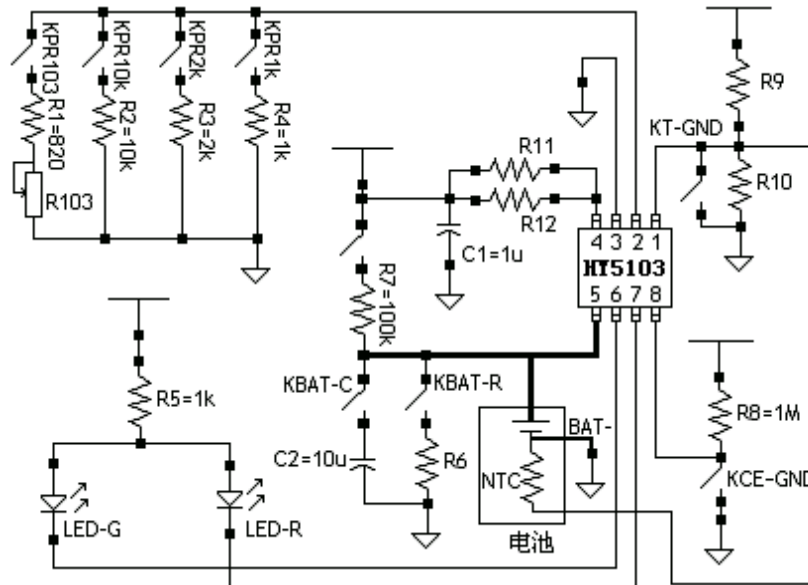 KPR103
KPR10k
KPR2k
KPR1k
R1=820
R2=10k
R3=2k
R4=1k
R103
R9
KT-GND
R10
R11
R12
C1=1u
4 3 2 1
HY5103
5 6 7 8
R7=100k
KBAT-C
KBAT-R
BAT-
R5=1k
R8=1M
C2=10u
R6
NTC
KCE-GND
LED-G
LED-R
电池